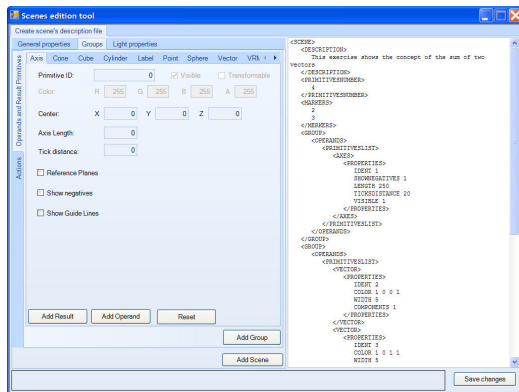 Scenes edition tool
Create scene's description file
General properties Groups Light properties
Operands and Result Primitives
Actions
Axis Cone Cube Cylinder Label Point Sphere Vector
Primitive ID: 0 Visible Transformable
Color: R 255 G 255 B 255 A 255
Center: X 0 Y 0 Z 0
Axis Length: 0
Tick distance: 0
Reference Planes
Show negatives
Show Guide Lines
Add Result Add Operand Reset
Add Group
Add Scene
<SCENE>
<DESCRIPTION>
This exercise shows the concept of the sum of two
vectors
</DESCRIPTION>
<PRIMITIVESNUMBER>
4
</PRIMITIVESNUMBER>
<MARKERS>
2
3
</MERKERS>
<GROUP>
<OPERANDS>
<PRIMITIVESLIST>
<AXES>
<PROPERTIES>
IDENT 1
SHOWNEGATIVES 1
LENGTH 250
TICKSDISTANCE 20
VISIBLE 1
</PROPERTIES>
</AXES>
</PRIMITIVESLIST>
</OPERANDS>
</GROUP>
<GROUP>
<OPERANDS>
<PRIMITIVESLIST>
<VECTOR>
<PROPERTIES>
IDENT 2
COLOR 1 0 0 1
WIDTH 5
COMPONENTS 1
</PROPERTIES>
</VECTOR>
<VECTOR>
<PROPERTIES>
IDENT 3
COLOR 1 0 1 1
WIDTH 5
Save changes